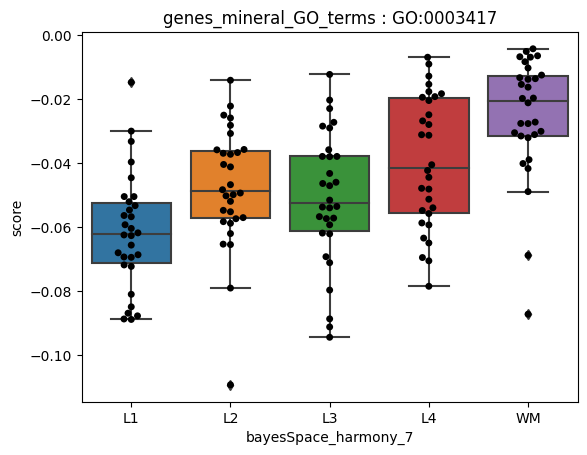 genes_mineral_GO_terms : GO:0003417
0.00
−0.02
−0.04
−0.06
−0.08
−0.10
score
L1 L2 L3 L4 WM
bayesSpace_harmony_7